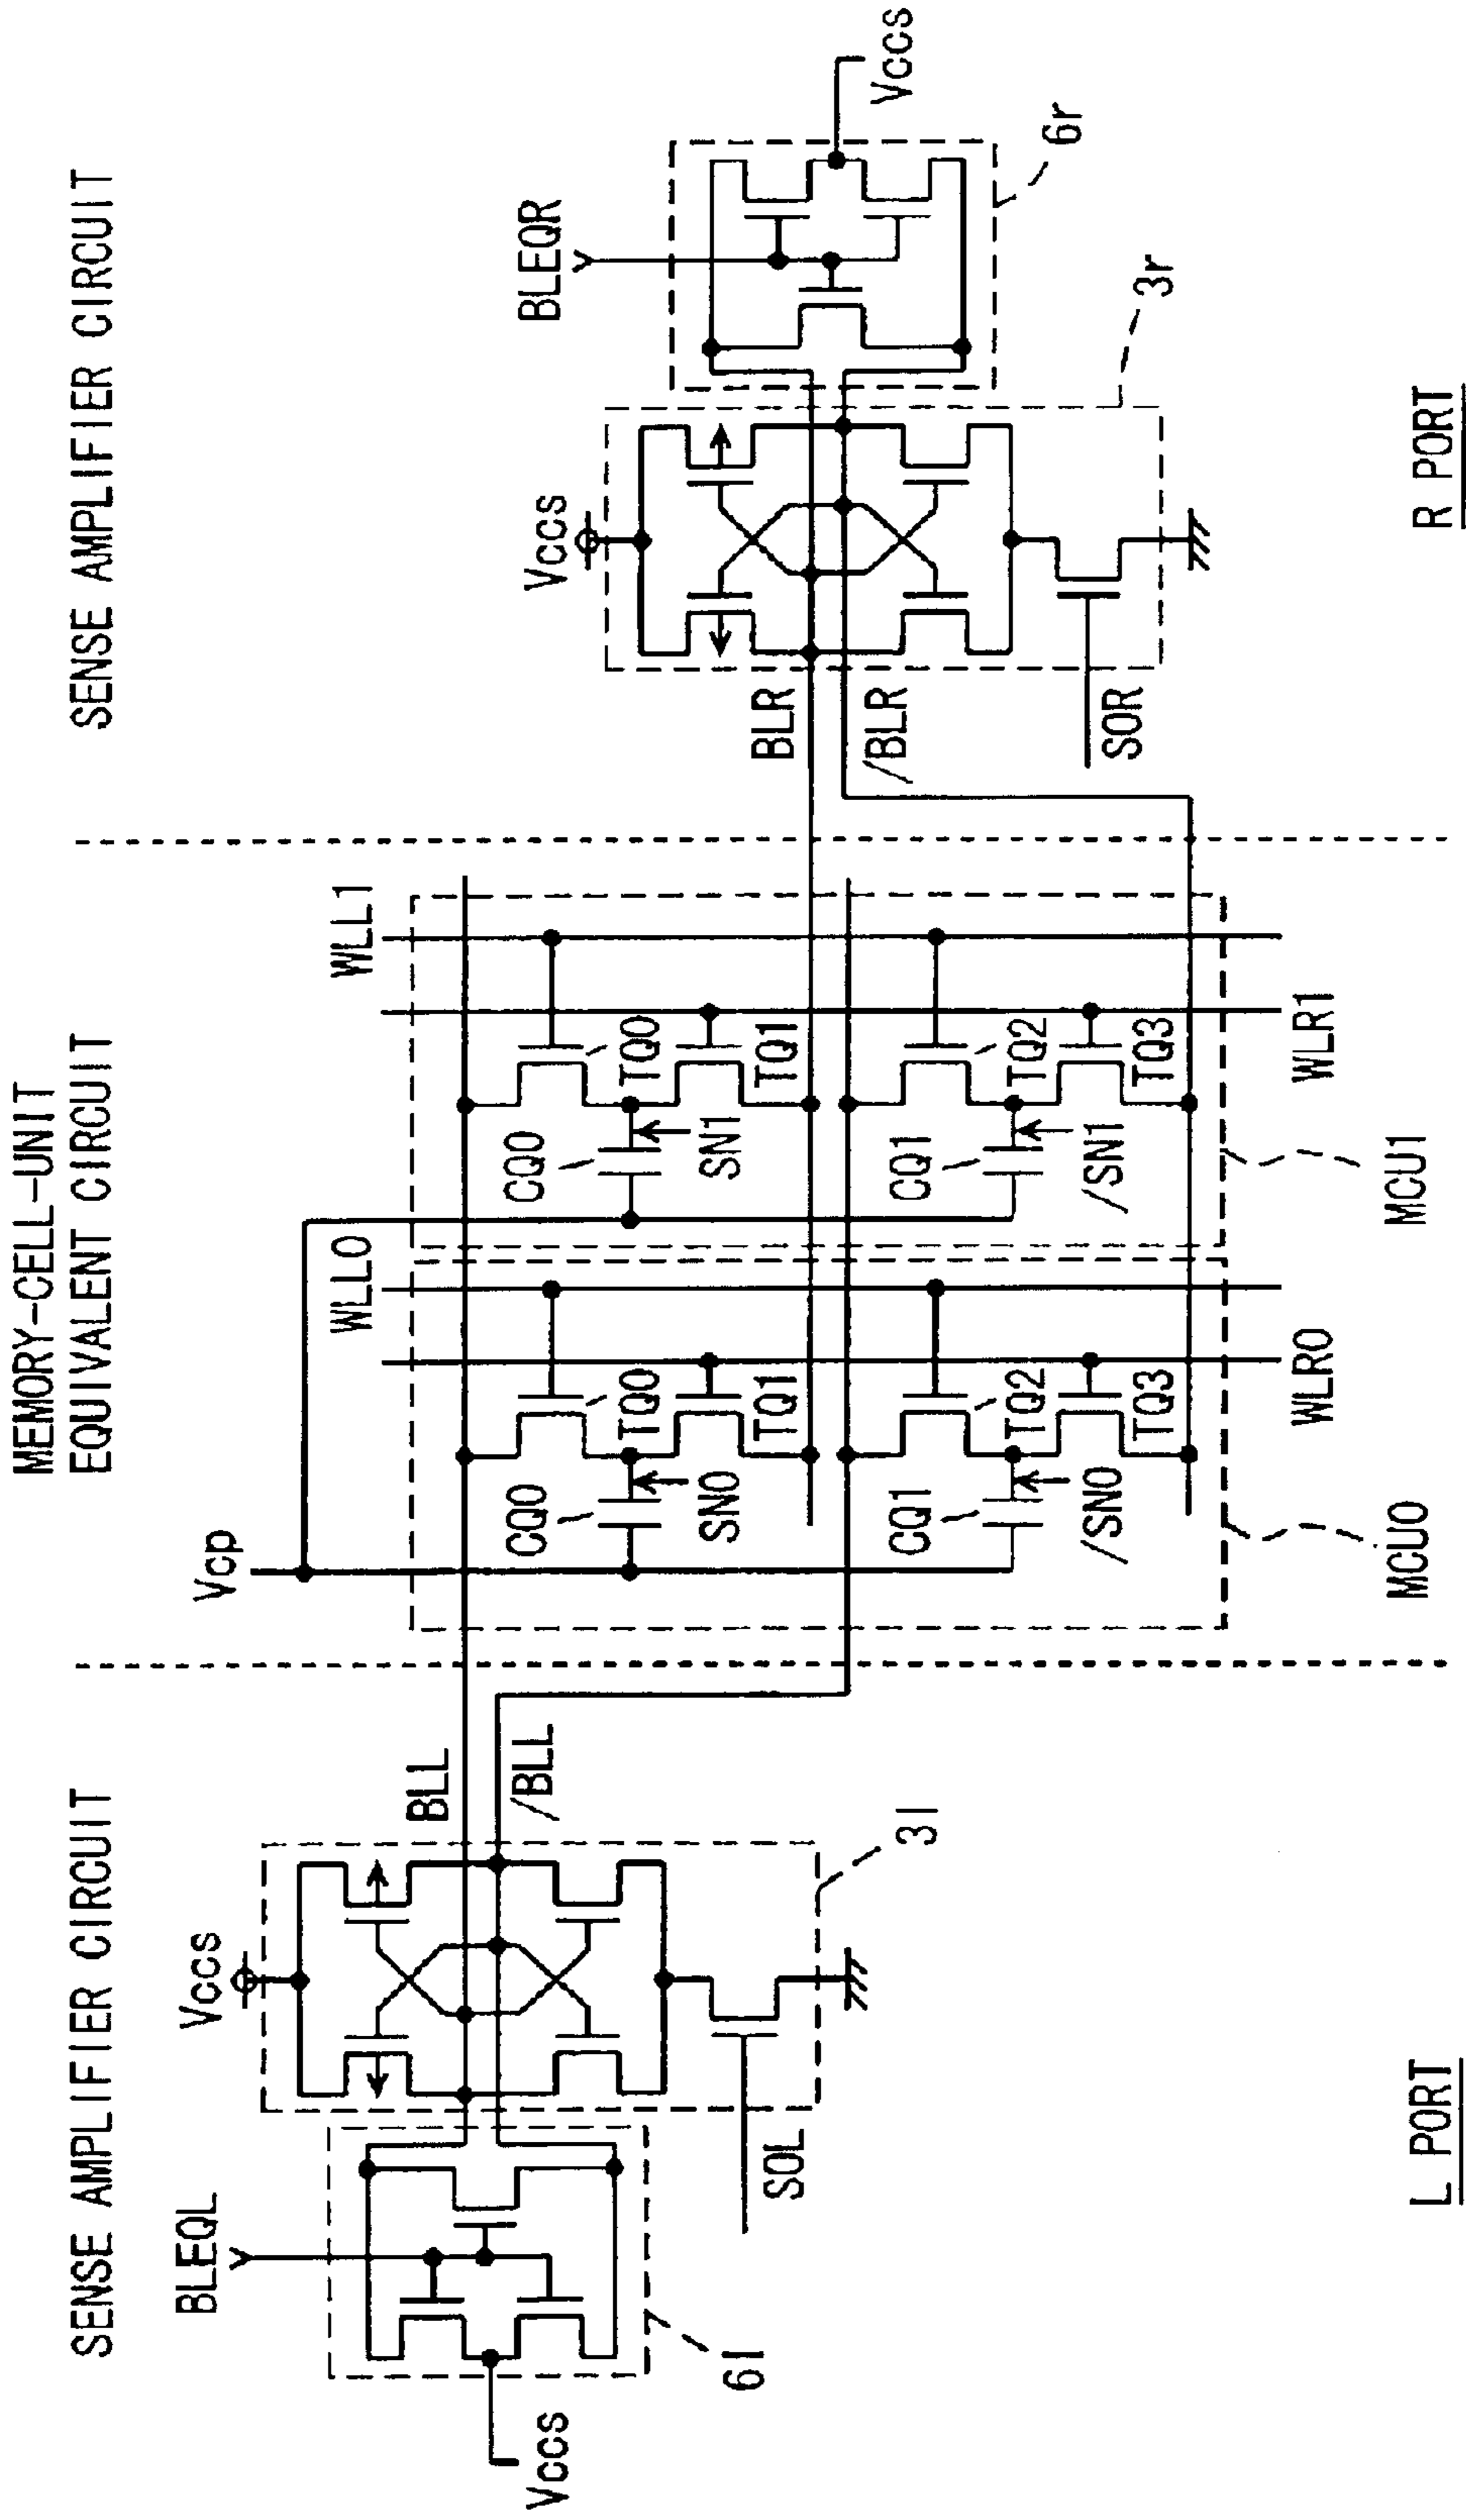 SENSE AMPLIFIER CIRCUIT
MEMORY-CELL-UNIT
EQUIVALENT CIRCUIT
SENSE AMPLIFIER CIRCUIT
Vccs
BLEQL
6l
Vccs
SOL
3l
BLL
/BLL
L PORT
Vcp
WLL0
CQ0
TQ0
SN0
TQ1
CQ1
TQ2
/SN0
TQ3
WLR0
MCU0
WLL1
CQ0
TQ0
SN1
TQ1
CQ1
TQ2
/SN1
TQ3
WLR1
MCU1
BLR
/BLR
SOR
Vccs
3r
BLEQR
6r
Vccs
R PORT